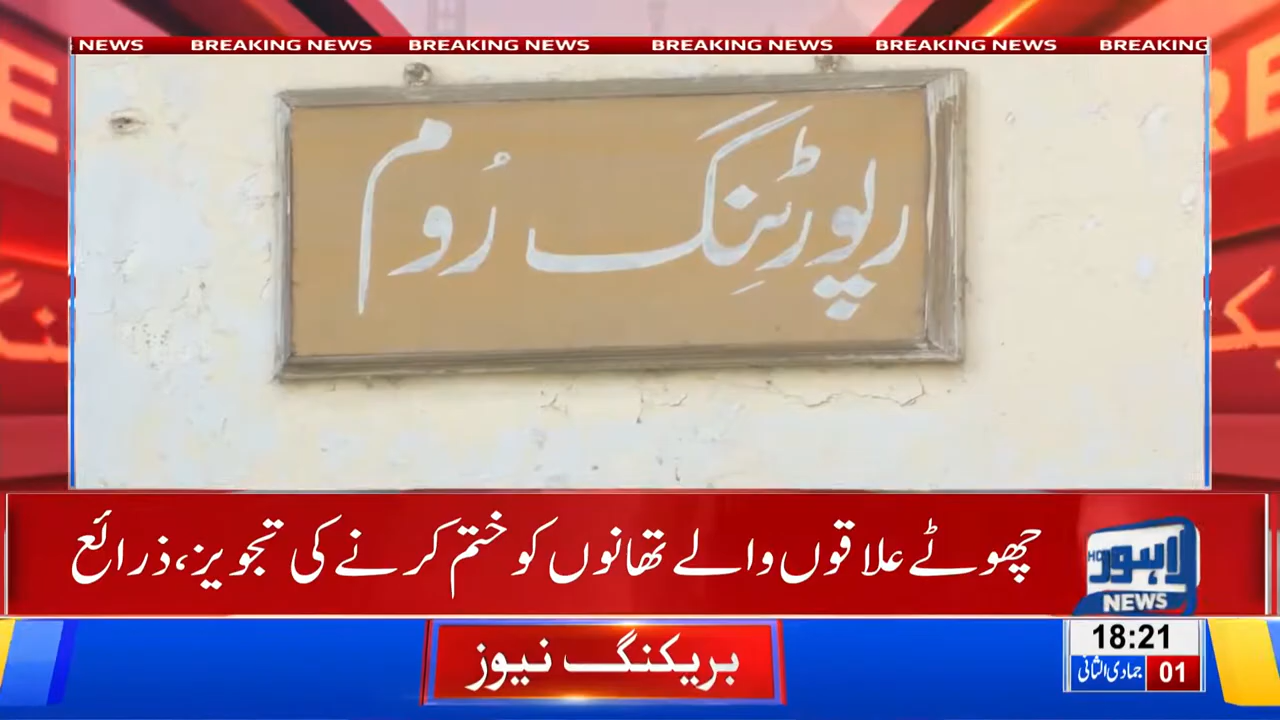 NEWS BREAKING NEWS BREAKING NEWS BREAKING NEWS BREAKING NEWS BREAKING
رپورٹنگ رُوم
چھوٹے علاقوں والے تھانوں کو ختم کرنے کی تجویز، ذرائع
HD
لاہور
NEWS
بریکنگ نیوز
18:21
01 جمادی الثانی